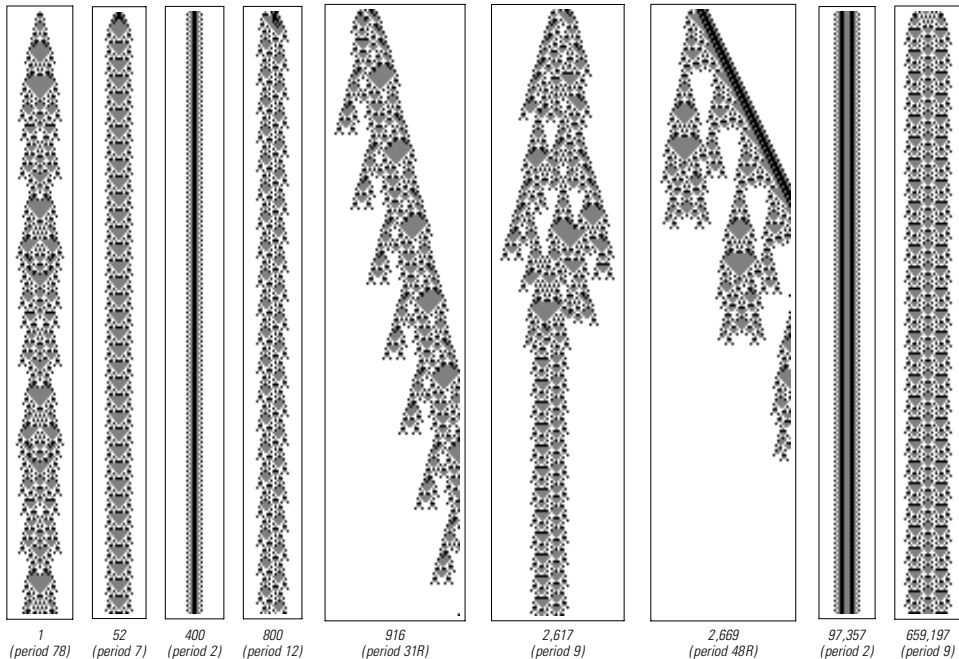 1
(period 78)
52
(period 7)
400
(period 2)
800
(period 12)
916
(period 31R)
2,617
(period 9)
2,669
(period 48R)
97,357
(period 2)
659,197
(period 9)